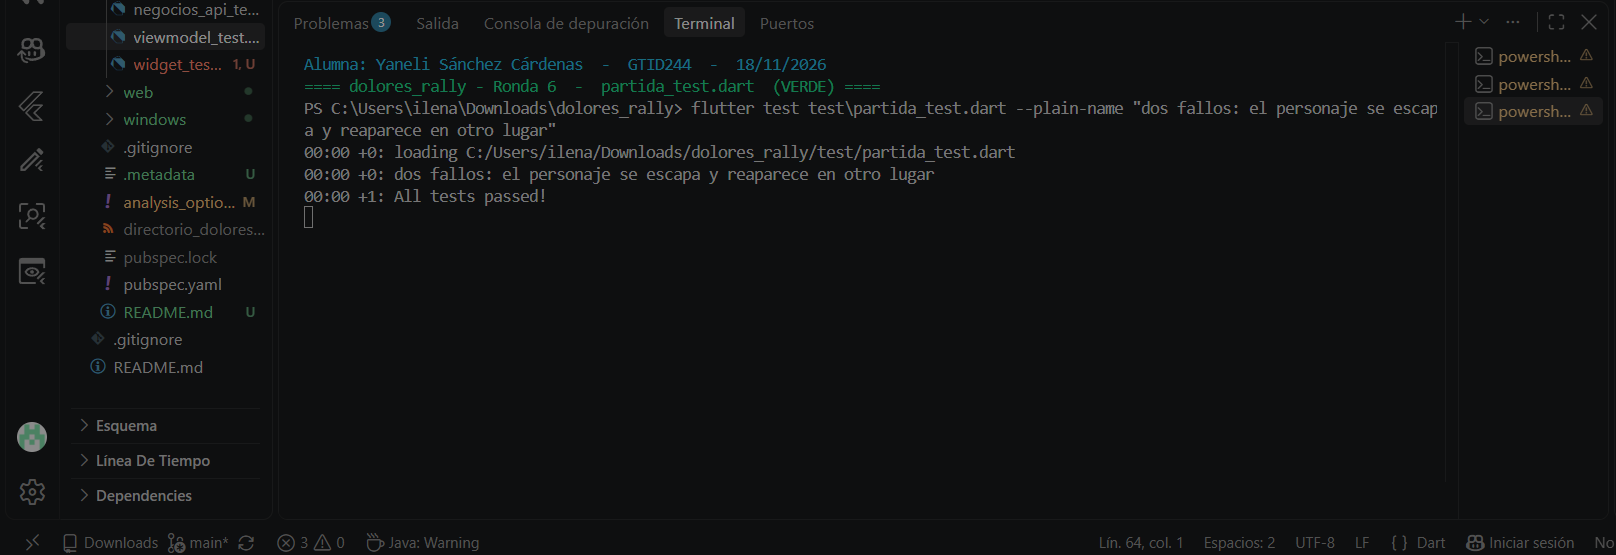 negocios_api_te...
viewmodel_test....
widget_tes... 1, U
web
windows
.gitignore
.metadata U
analysis_optio... M
directorio_dolores...
pubspec.lock
pubspec.yaml
README.md U
.gitignore
README.md
Esquema
Línea De Tiempo
Dependencies
Problemas 3 Salida Consola de depuración Terminal Puertos
Alumna: Yaneli Sánchez Cárdenas - GTID244 - 18/11/2026
==== dolores_rally - Ronda 6 - partida_test.dart (VERDE) ====
PS C:\Users\ilena\Downloads\dolores_rally> flutter test test\partida_test.dart --plain-name "dos fallos: el personaje se escap
a y reaparece en otro lugar"
00:00 +0: loading C:/Users/ilena/Downloads/dolores_rally/test/partida_test.dart
00:00 +0: dos fallos: el personaje se escapa y reaparece en otro lugar
00:00 +1: All tests passed!
powersh...
powersh...
powersh...
Downloads main* 3 0 Java: Warning Lín. 64, col. 1 Espacios: 2 UTF-8 LF { } Dart Iniciar sesión No